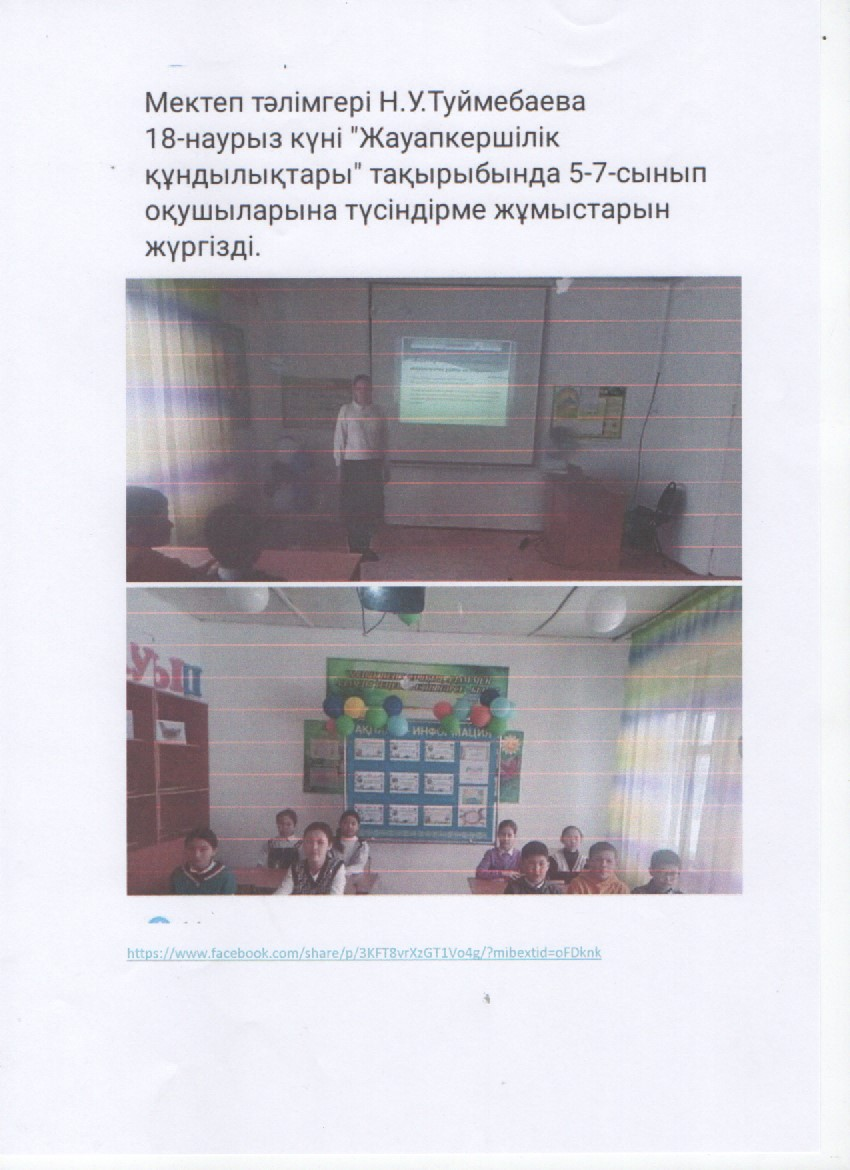 Мектеп тәлімгері Н.У.Туймебаева
18-наурыз күні "Жауапкершілік
құндылықтары" тақырыбында 5-7-сынып
оқушыларына түсіндірме жұмыстарын
жүргізді.
ИНФОРМАЦИЯ
https://www.facebook.com/share/p/3KFT8vrXzGT1Vo4g/?mibextid=oFDknk